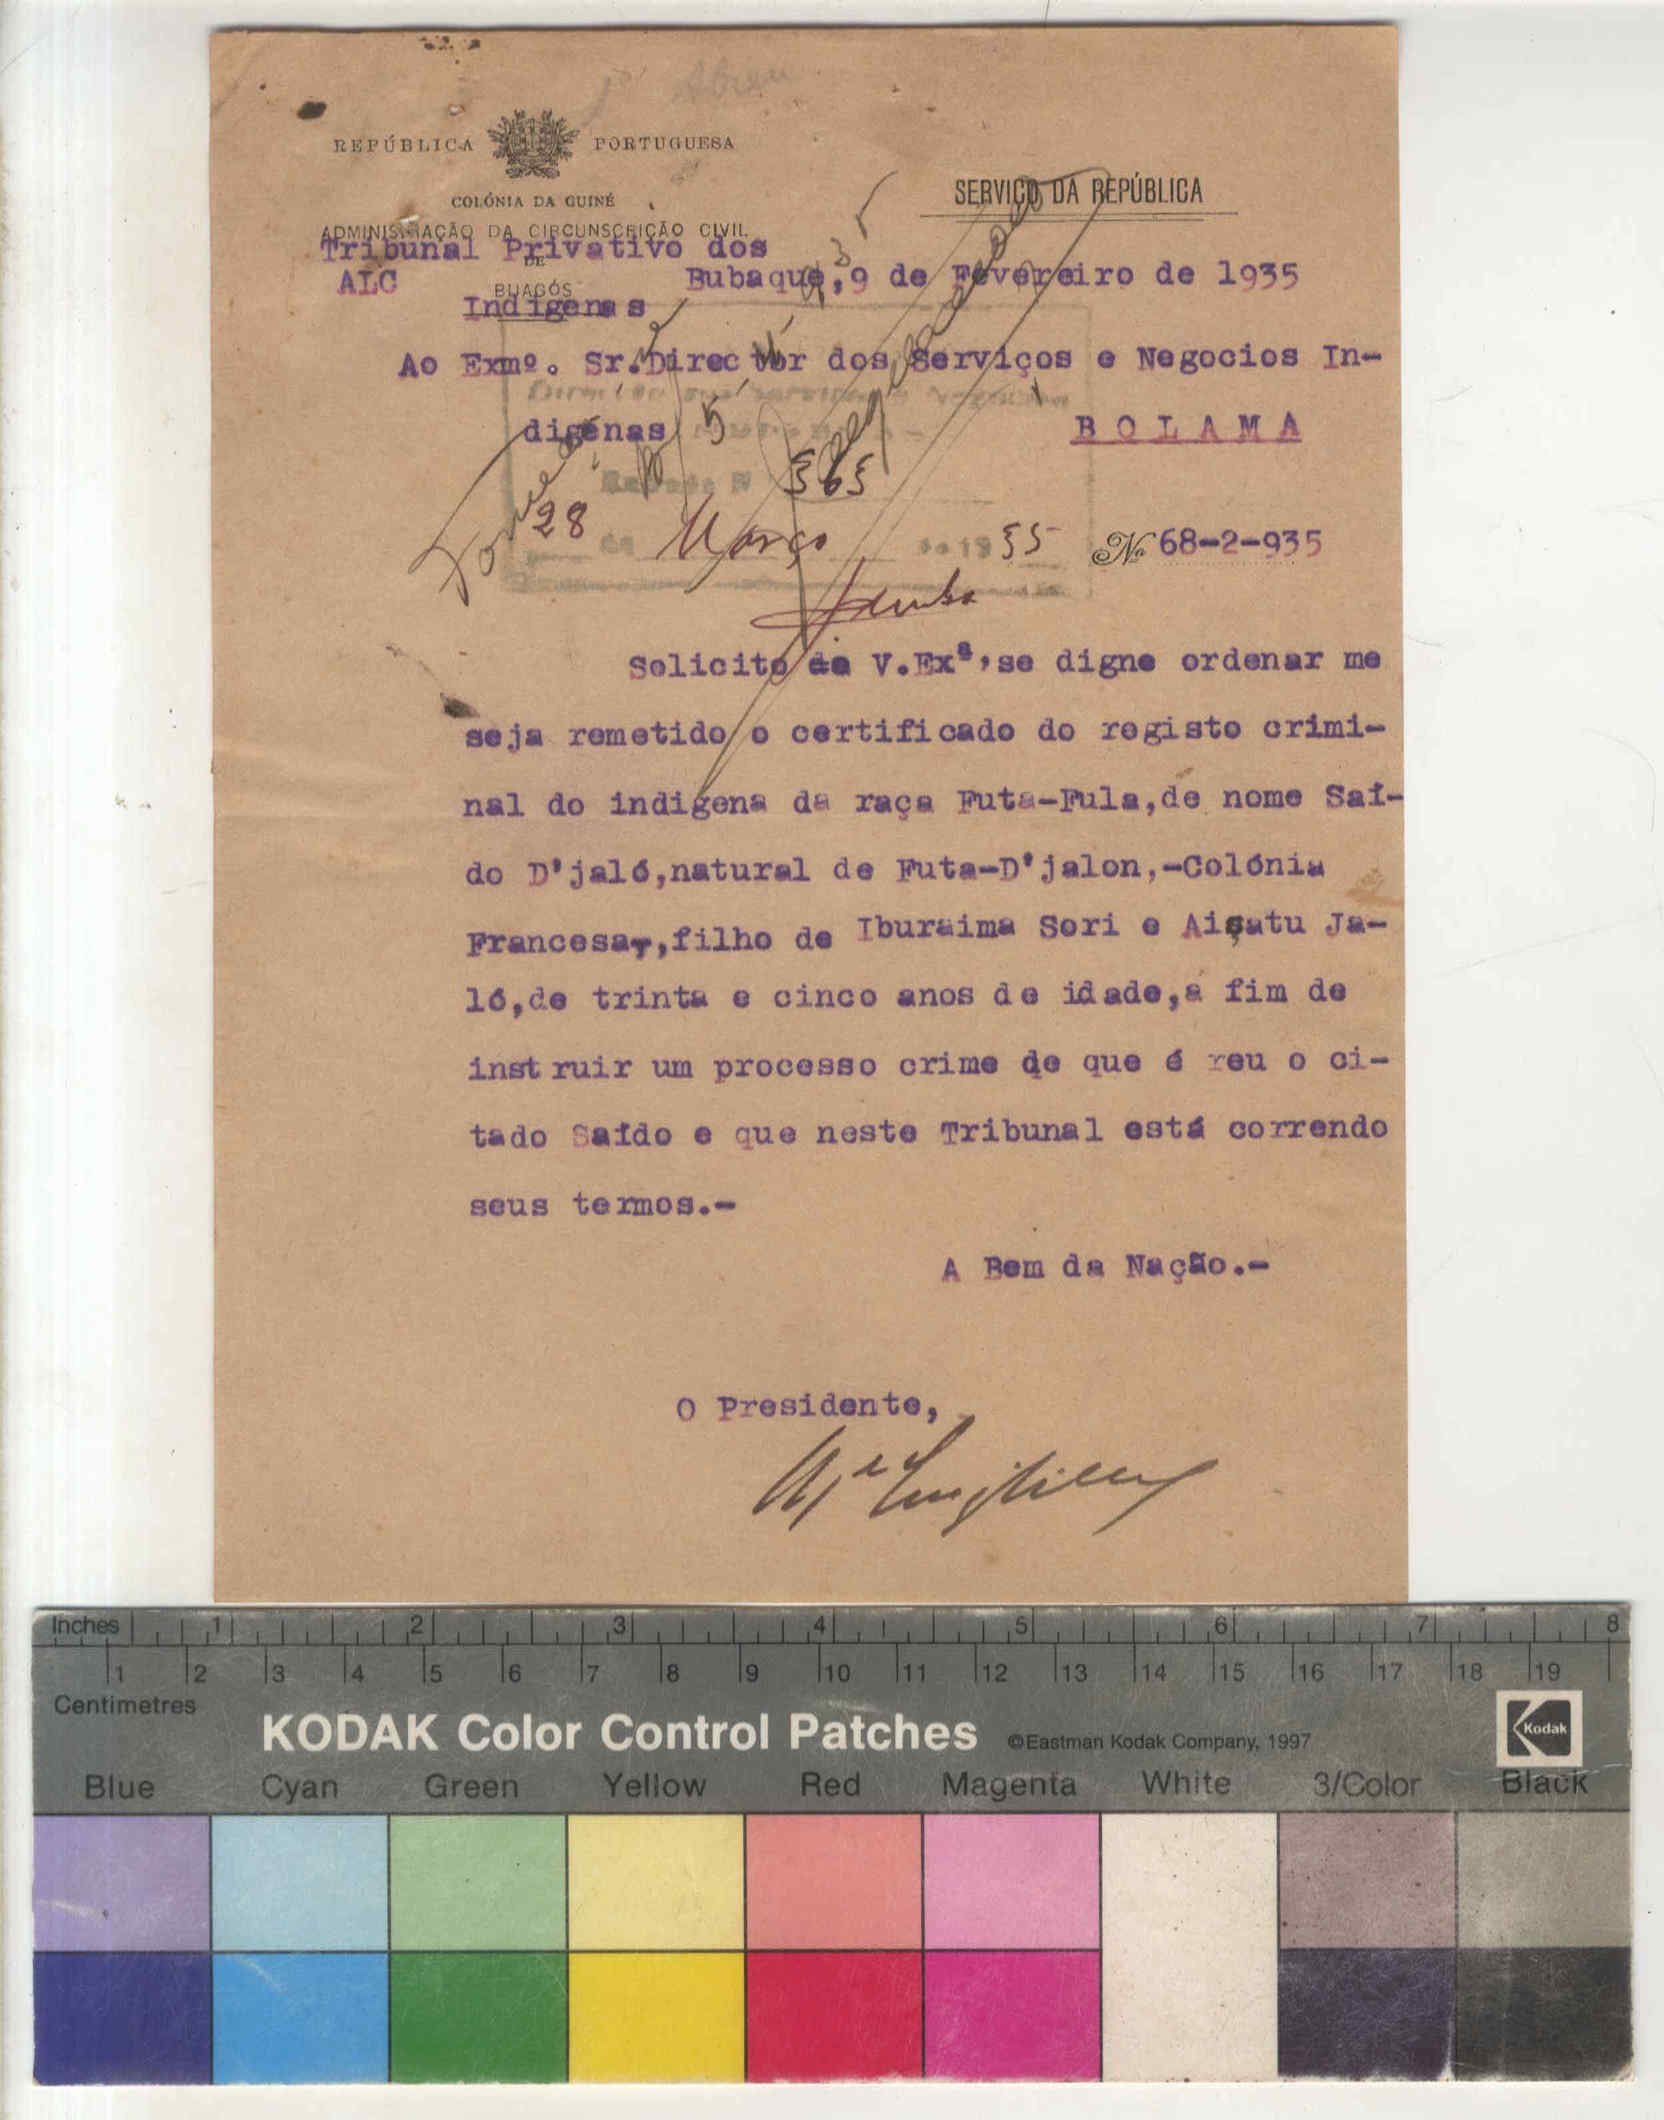 REPÚBLICA PORTUGUESA
COLÓNIA DA GUINÉ
ADMINISTRAÇÃO DA CIRCUNSCRIÇÃO CIVIL
DE
BIJAGÓS
SERVIÇO DA REPÚBLICA
Tribunal Privativo dos
Indígenas
ALC
Bubaque,9 de Fevereiro de 1935
Ao Exmº. Sr.Director dos Serviços e Negocios In-
digenas
BOLAMA
Entrada N 565
28 de Março de 1935
Nº 68-2-935
Solicito de V.Exª,se digne ordenar me
seja remetido o certificado do registo crimi-
nal do indigena da raça Futa-Fula,de nome Saí-
do D'jaló,natural de Futa-D'jalon,-Colónia
Francesa,,filho de Iburaima Sori e Aiçatu Ja-
ló,de trinta e cinco anos de idade,a fim de
instruir um processo crime de que é reu o ci-
tado Saído e que neste Tribunal está correndo
seus termos.-
A Bem da Nação.-
O Presidente,
Inches 1 2 3 4 5 6 7 8
1 2 3 4 5 6 7 8 9 10 11 12 13 14 15 16 17 18 19
Centimetres
KODAK Color Control Patches ©Eastman Kodak Company, 1997 Kodak
Blue Cyan Green Yellow Red Magenta White 3/Color Black